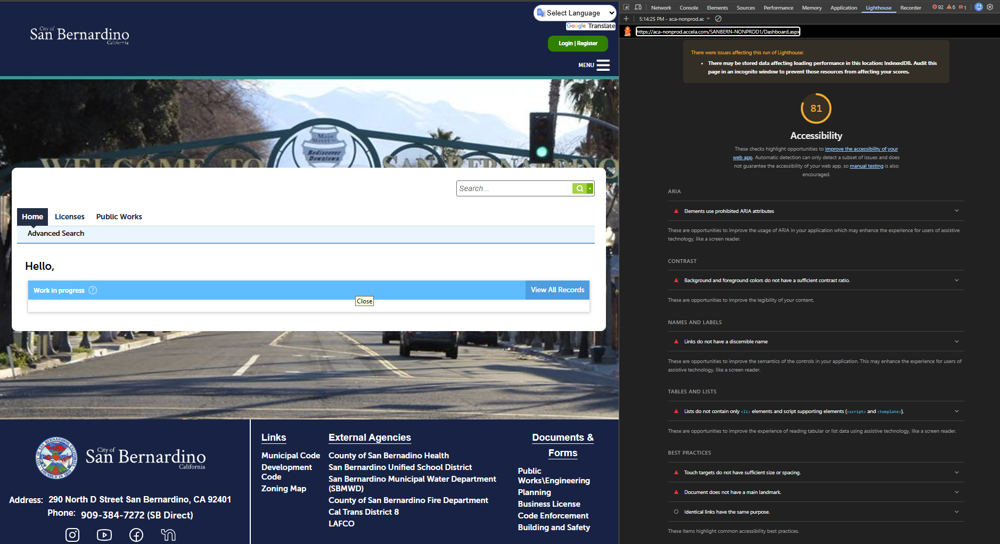 Select Language
Google Translate
City of
San Bernardino
California
Login | Register
MENU
WELCOME TO
Main
Street
Rediscover
Downtown
SAN BERNARDINO
Search...
Home
Licenses
Public Works
Advanced Search
Hello,
Work in progress
?
View All Records
Close
City of
San Bernardino
California
Address: 290 North D Street San Bernardino, CA 92401
Phone: 909-384-7272 (SB Direct)
Links
Municipal Code
Development
Code
Zoning Map
External Agencies
County of San Bernadino Health
San Bernardino Unified School District
San Bernardino Municipal Water Department
(SBMWD)
County of San Bernardino Fire Department
Cal Trans District 8
LAFCO
Documents &
Forms
Public
Works\Engineering
Planning
Business License
Code Enforcement
Building and Safety
Network Console Elements Sources Performance Memory Application Lighthouse Recorder 92 6 1
5:14:25 PM - aca-nonprod.ac
https://aca-nonprod.accela.com/SANBERN-NONPROD1/Dashboard.aspx
There were issues affecting this run of Lighthouse:
• There may be stored data affecting loading performance in this location: IndexedDB. Audit this
page in an incognito window to prevent those resources from affecting your scores.
81
Accessibility
These checks highlight opportunities to improve the accessibility of your
web app. Automatic detection can only detect a subset of issues and does
not guarantee the accessibility of your web app, so manual testing is also
encouraged.
ARIA
Elements use prohibited ARIA attributes
These are opportunities to improve the usage of ARIA in your application which may enhance the experience for users of assistive
technology, like a screen reader.
CONTRAST
Background and foreground colors do not have a sufficient contrast ratio.
These are opportunities to improve the legibility of your content.
NAMES AND LABELS
Links do not have a discernible name
These are opportunities to improve the semantics of the controls in your application. This may enhance the experience for users of
assistive technology, like a screen reader.
TABLES AND LISTS
Lists do not contain only <li> elements and script supporting elements (<script> and <template>).
These are opportunities to improve the experience of reading tabular or list data using assistive technology, like a screen reader.
BEST PRACTICES
Touch targets do not have sufficient size or spacing.
Document does not have a main landmark.
Identical links have the same purpose.
These items highlight common accessibility best practices.